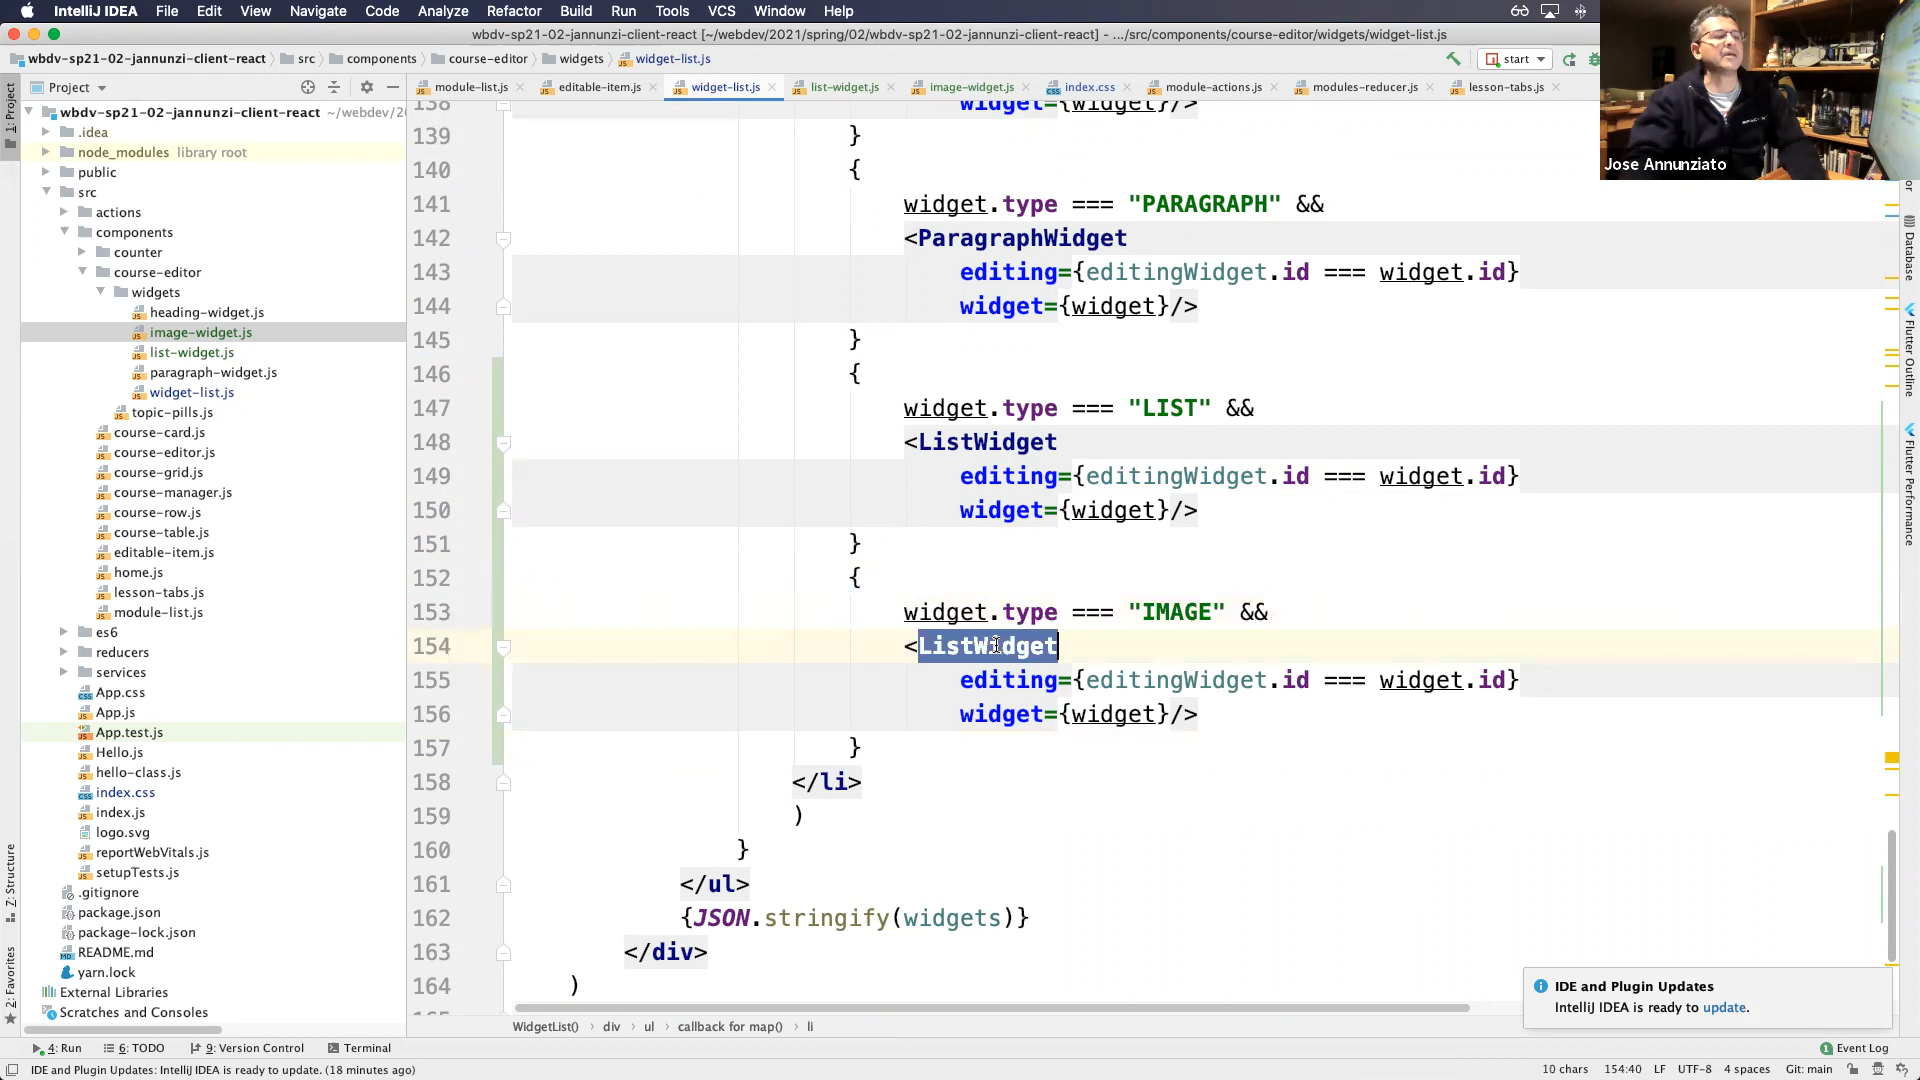 IntelliJ IDEA File Edit View Navigate Code Analyze Refactor Build Run Tools VCS Window Help
wbdv-sp21-02-jannunzi-client-react [~/webdev/2021/spring/02/wbdv-sp21-02-jannunzi-client-react] - .../src/components/course-editor/widgets/widget-list.js
wbdv-sp21-02-jannunzi-client-react src components course-editor widgets widget-list.js start
Project module-list.js editable-item.js widget-list.js list-widget.js image-widget.js index.css module-actions.js modules-reducer.js lesson-tabs.js
1: Project
Jose Annunziato
wbdv-sp21-02-jannunzi-client-react ~/webdev/20
.idea
node_modules library root
public
src
actions
components
counter
course-editor
widgets
heading-widget.js
image-widget.js
list-widget.js
paragraph-widget.js
widget-list.js
topic-pills.js
course-card.js
course-editor.js
course-grid.js
course-manager.js
course-row.js
course-table.js
editable-item.js
home.js
lesson-tabs.js
module-list.js
es6
reducers
services
App.css
App.js
App.test.js
Hello.js
hello-class.js
index.css
index.js
logo.svg
reportWebVitals.js
setupTests.js
.gitignore
package.json
package-lock.json
README.md
yarn.lock
External Libraries
Scratches and Consoles
138 widget={widget}/>
139 }
140 {
141 widget.type === "PARAGRAPH" &&
142 <ParagraphWidget
143 editing={editingWidget.id === widget.id}
144 widget={widget}/>
145 }
146 {
147 widget.type === "LIST" &&
148 <ListWidget
149 editing={editingWidget.id === widget.id}
150 widget={widget}/>
151 }
152 {
153 widget.type === "IMAGE" &&
154 <ListWidget
155 editing={editingWidget.id === widget.id}
156 widget={widget}/>
157 }
158 </li>
159 )
160 }
161 </ul>
162 {JSON.stringify(widgets)}
163 </div>
164 )
Database
Flutter Outline
Flutter Performance
Z: Structure
2: Favorites
IDE and Plugin Updates
IntelliJ IDEA is ready to update.
WidgetList() div ul callback for map() li
4: Run 6: TODO 9: Version Control Terminal 1 Event Log
IDE and Plugin Updates: IntelliJ IDEA is ready to update. (18 minutes ago) 10 chars 154:40 LF UTF-8 4 spaces Git: main